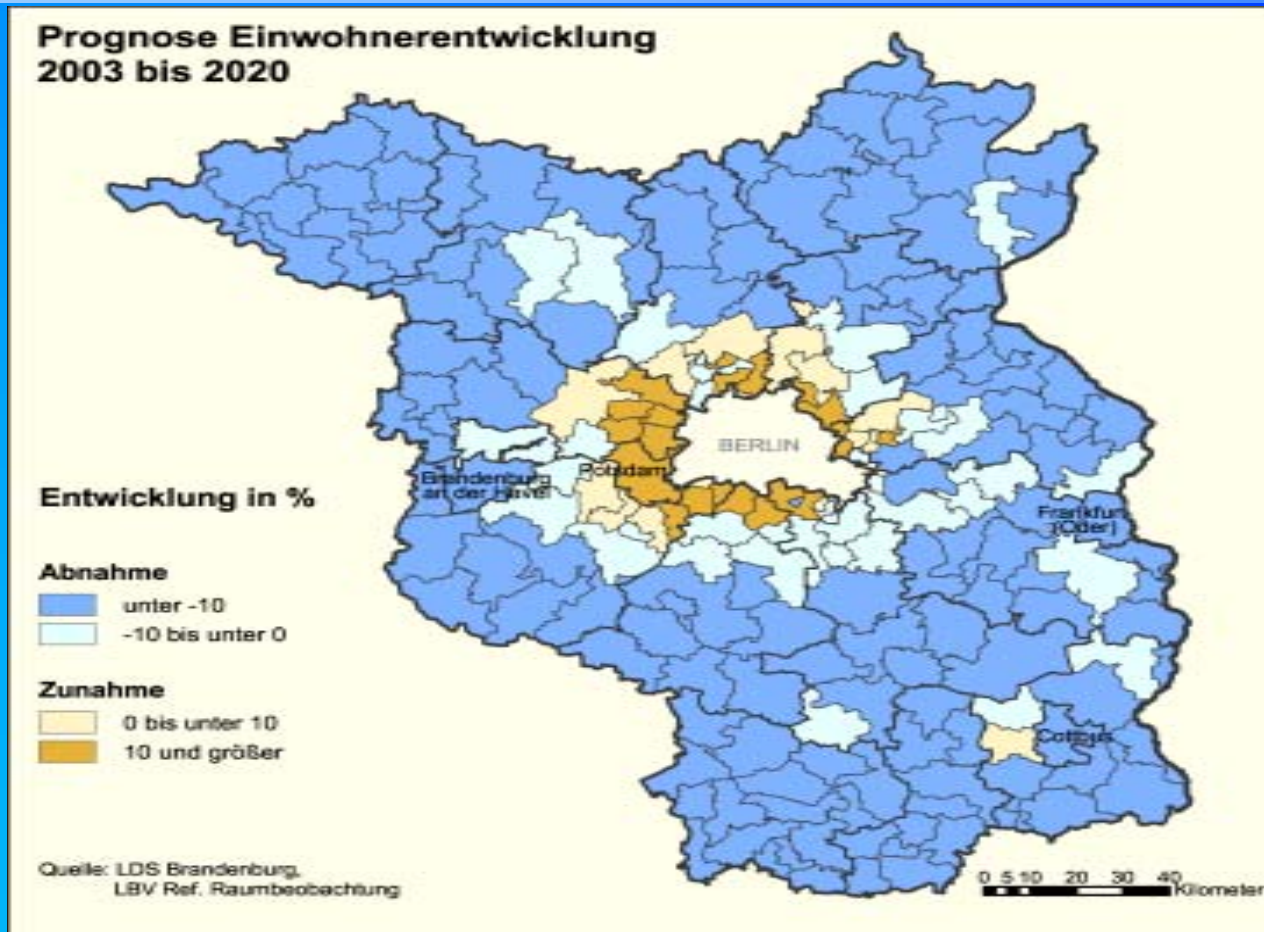 Prognose Einwohnerentwicklung
2003 bis 2020
BERLIN
Potsdam
Brandenburg
an der Havel
Frankfurt
(Oder)
Cottbus
Entwicklung in %
Abnahme
unter -10
-10 bis unter 0
Zunahme
0 bis unter 10
10 und größer
Quelle: LDS Brandenburg,
LBV Ref. Raumbeobachtung
0 5 10 20 30 40
Kilometer